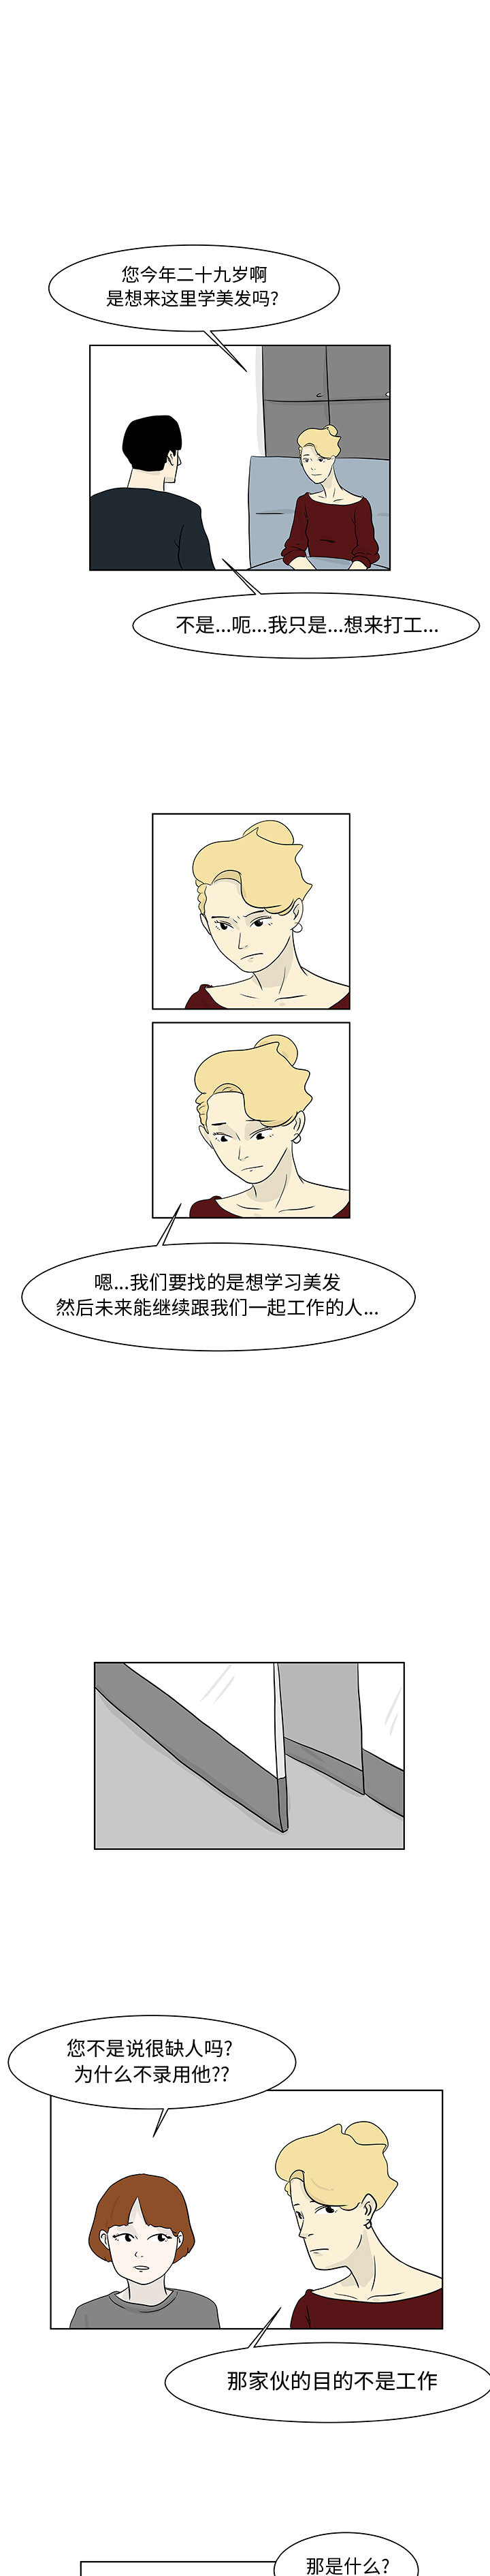 您今年二十九岁啊
是想来这里学美发吗?
不是...呃...我只是...想来打工...
嗯...我们要找的是想学习美发
然后未来能继续跟我们一起工作的人...
您不是说很缺人吗?
为什么不录用他??
那家伙的目的不是工作
那是什么?